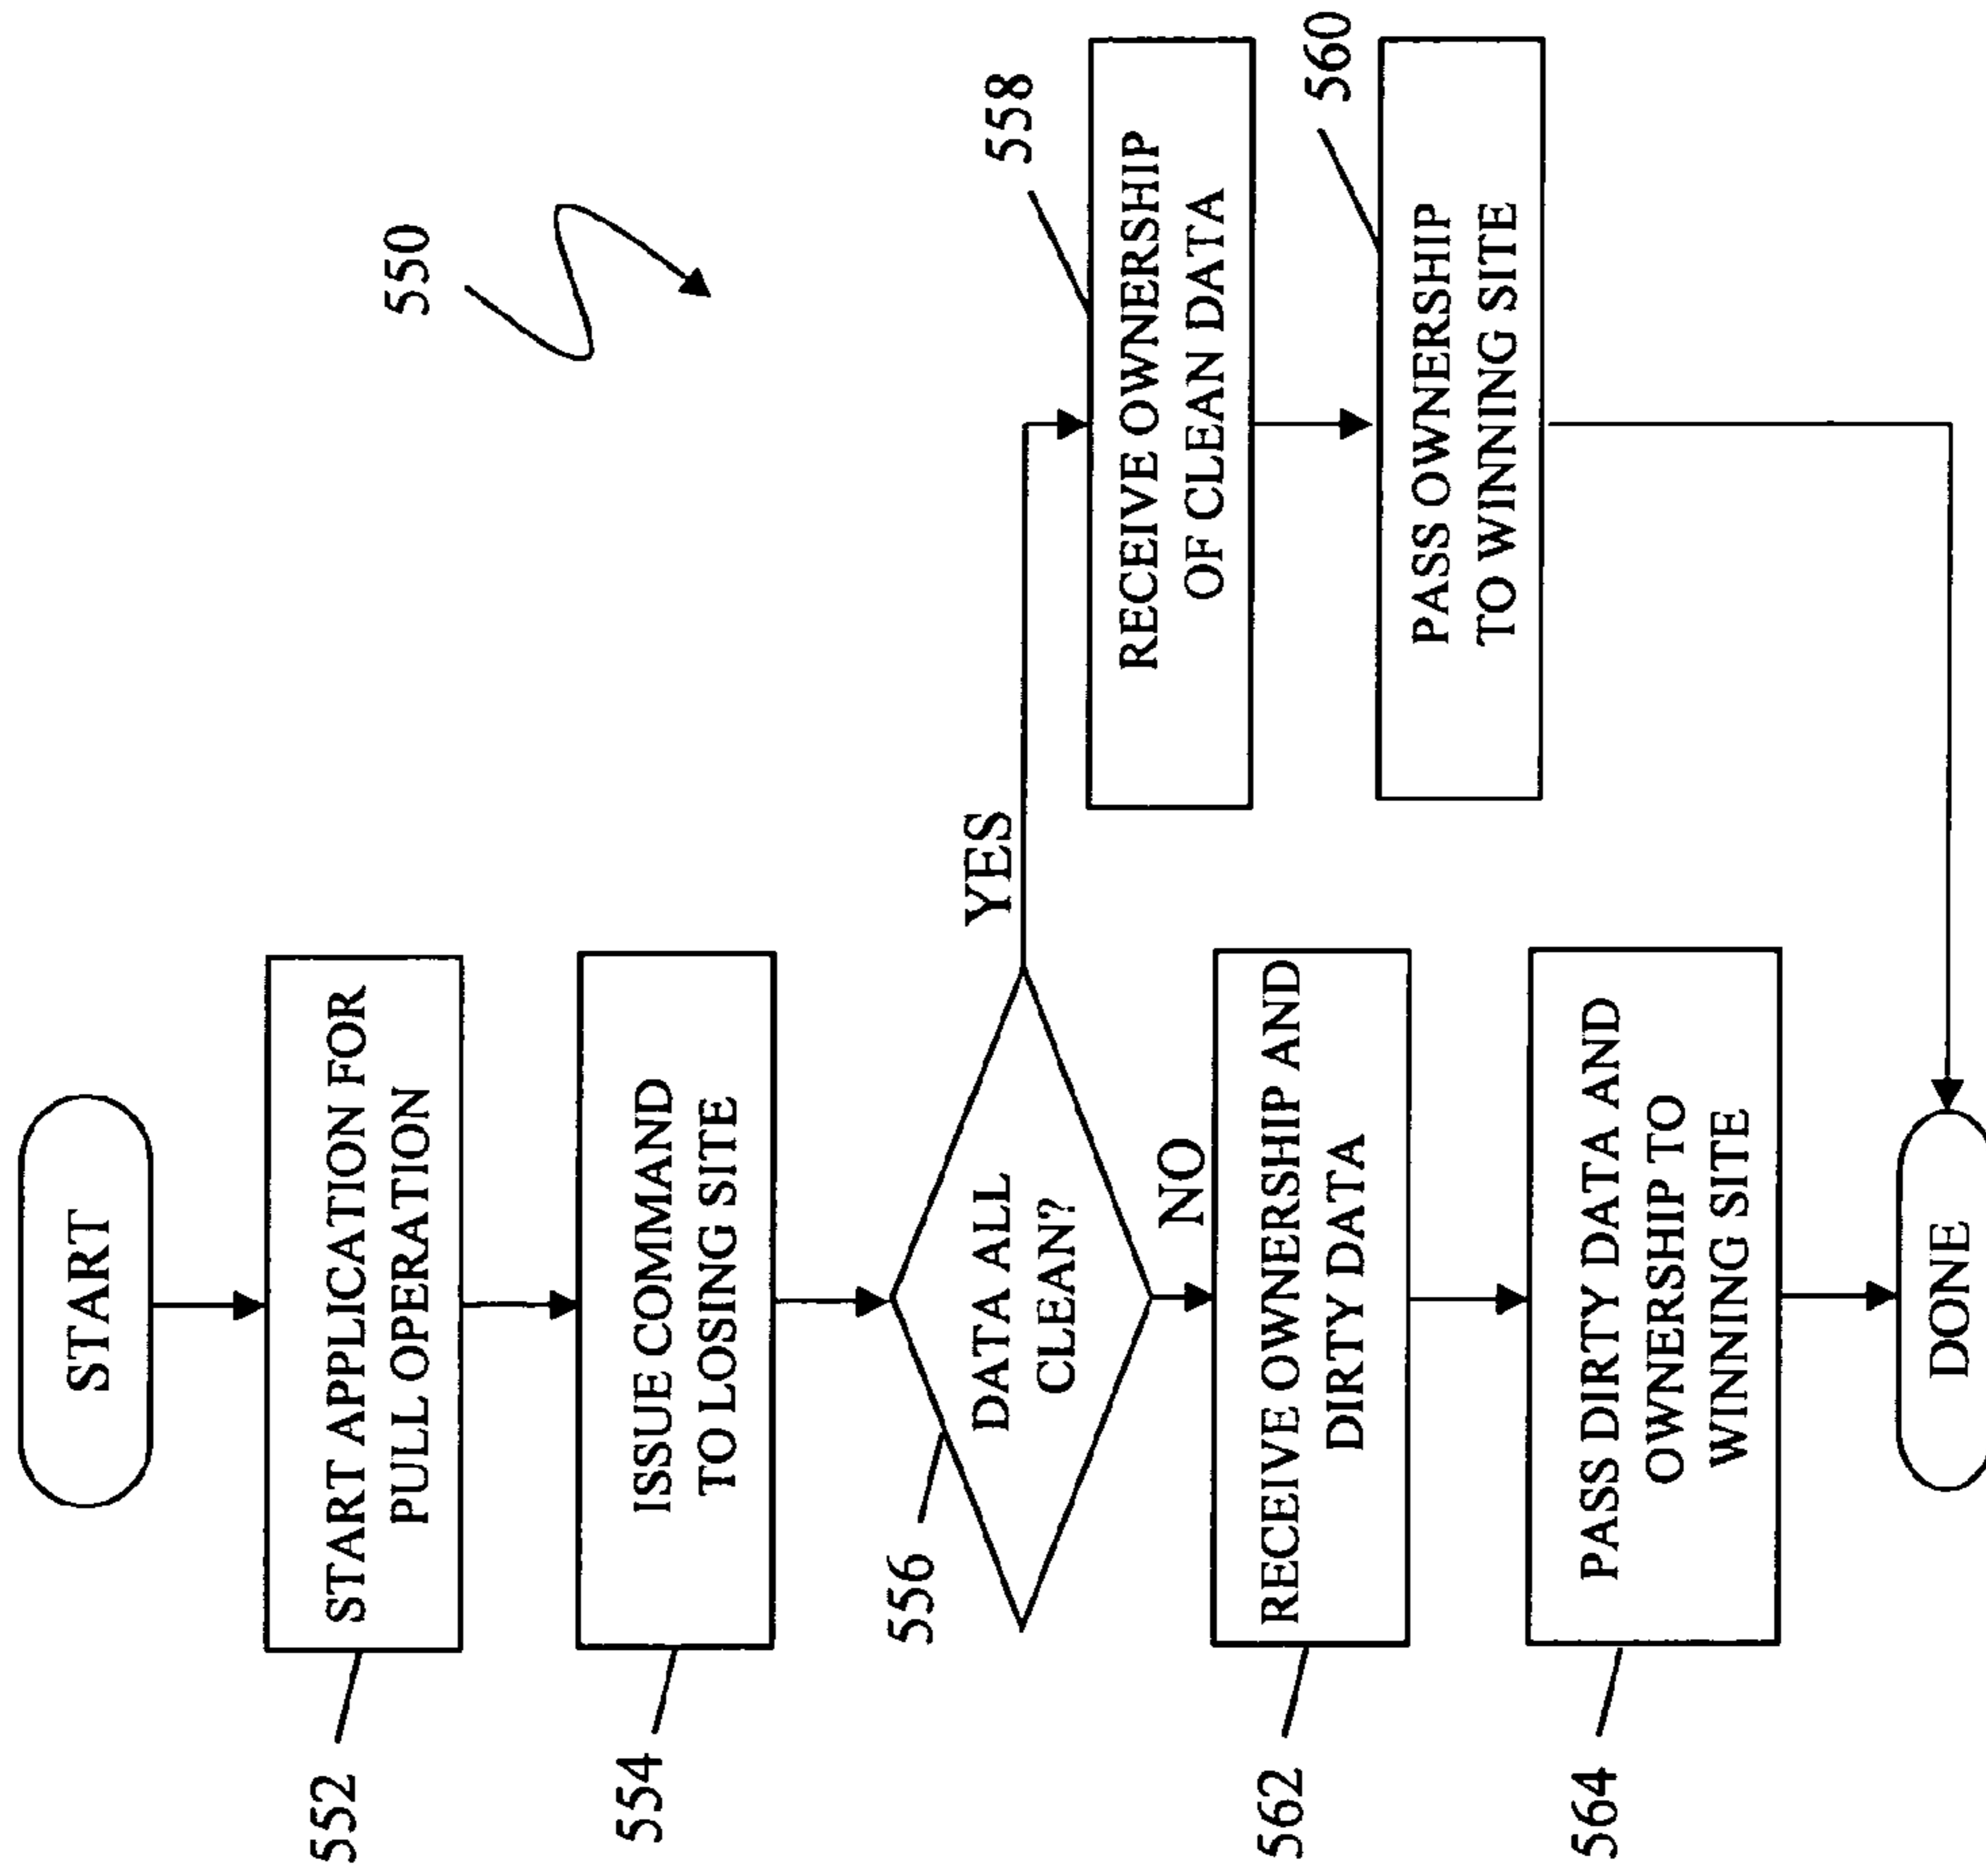 START
START APPLICATION FOR
PULL OPERATION
552
ISSUE COMMAND
TO LOSING SITE
554
DATA ALL
CLEAN?
556
YES
NO
550
RECEIVE OWNERSHIP
OF CLEAN DATA
558
PASS OWNERSHIP
TO WINNING SITE
560
RECEIVE OWNERSHIP AND
DIRTY DATA
562
PASS DIRTY DATA AND
OWNERSHIP TO
WINNING SITE
564
DONE